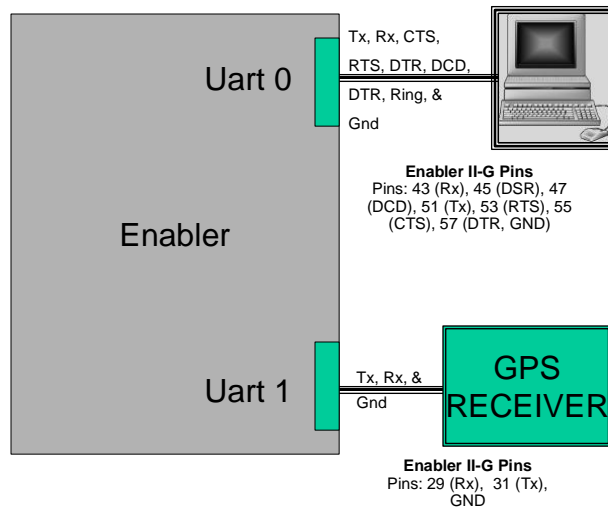 Tx, Rx, CTS,
Uart 0
RTS, DTR, DCD,
DTR, Ring, &
Gnd
Enabler II-G Pins
Pins: 43 (Rx), 45 (DSR), 47
(DCD), 51 (Tx), 53 (RTS), 55
(CTS), 57 (DTR, GND)
Enabler
Uart 1
Tx, Rx, &
Gnd
GPS
RECEIVER
Enabler II-G Pins
Pins: 29 (Rx), 31 (Tx),
GND